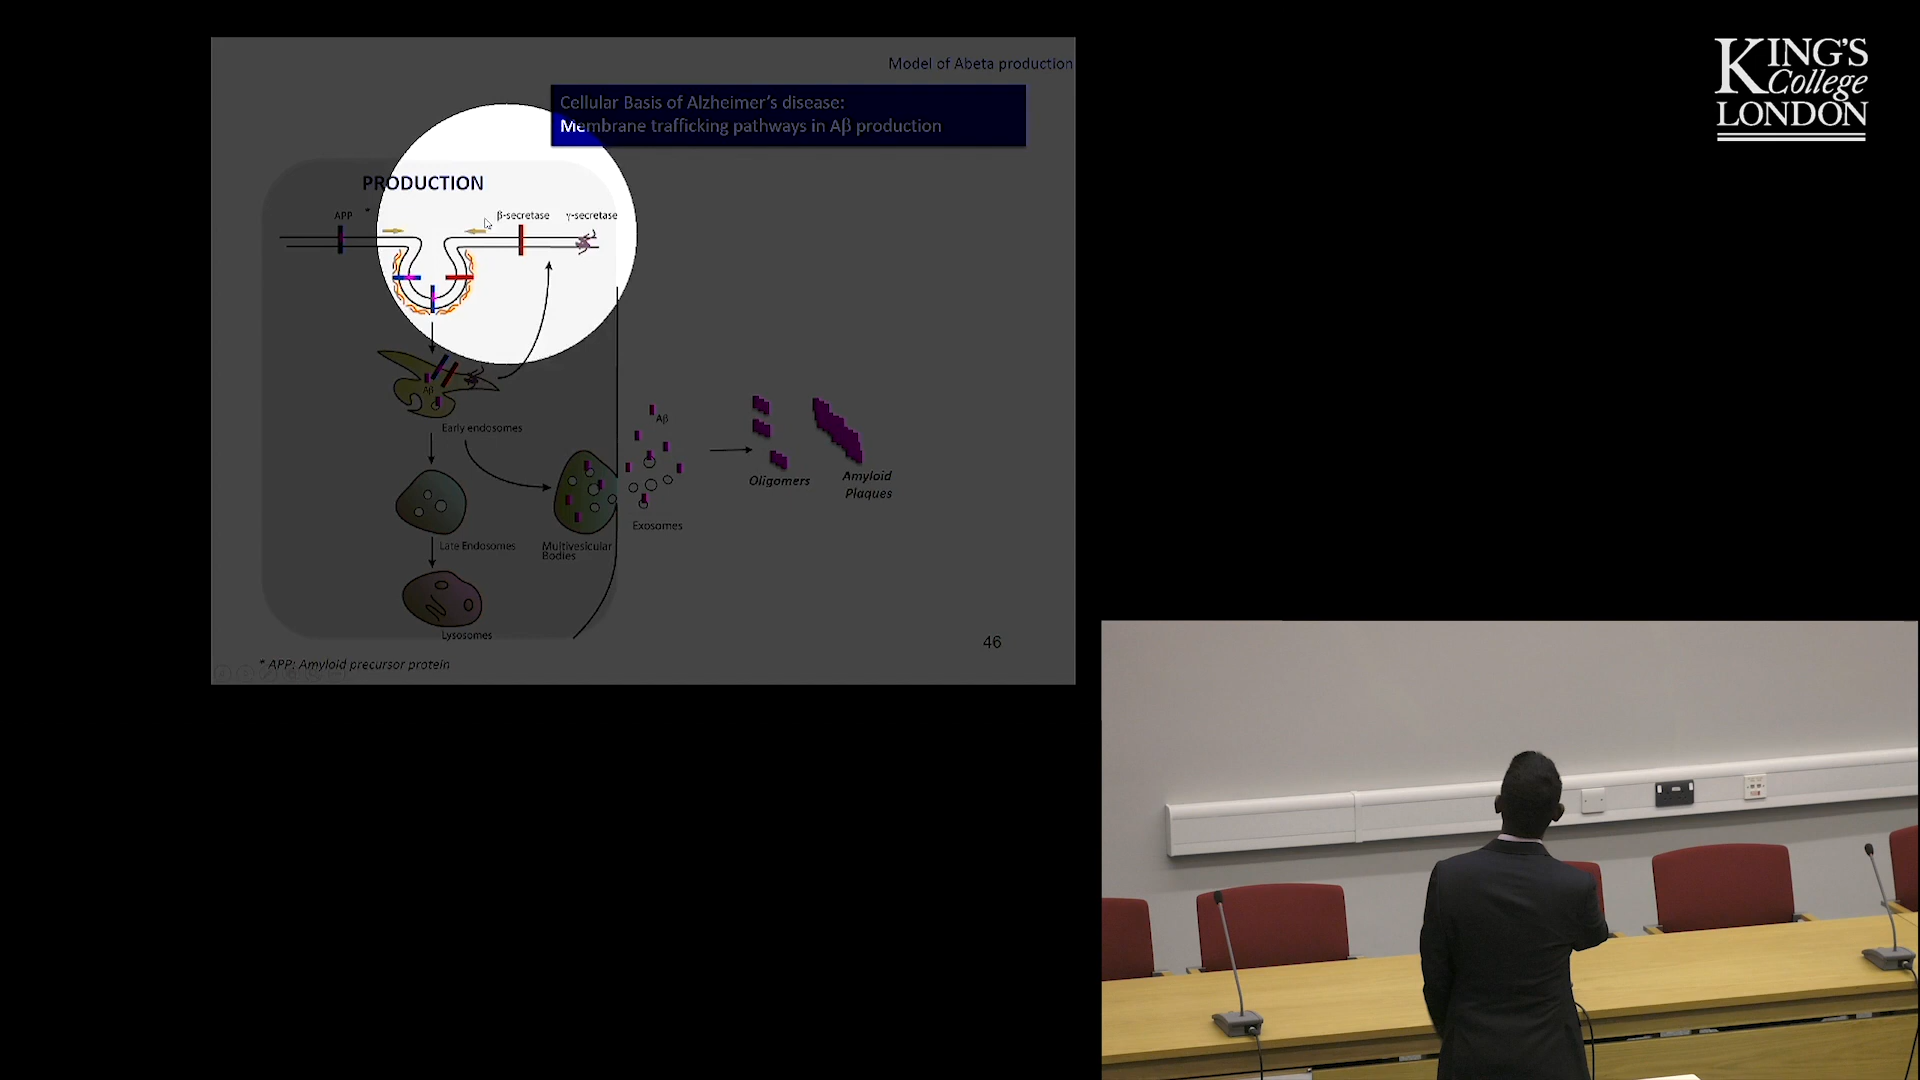 Model of Abeta production
Cellular Basis of Alzheimer's disease:
Membrane trafficking pathways in Aβ production
PRODUCTION
APP *
β-secretase
γ-secretase
Aβ
Early endosomes
Aβ
Oligomers
Amyloid
Plaques
Exosomes
Late Endosomes
Multivesicular
Bodies
Lysosomes
46
* APP: Amyloid precursor protein
KING'S
College
LONDON